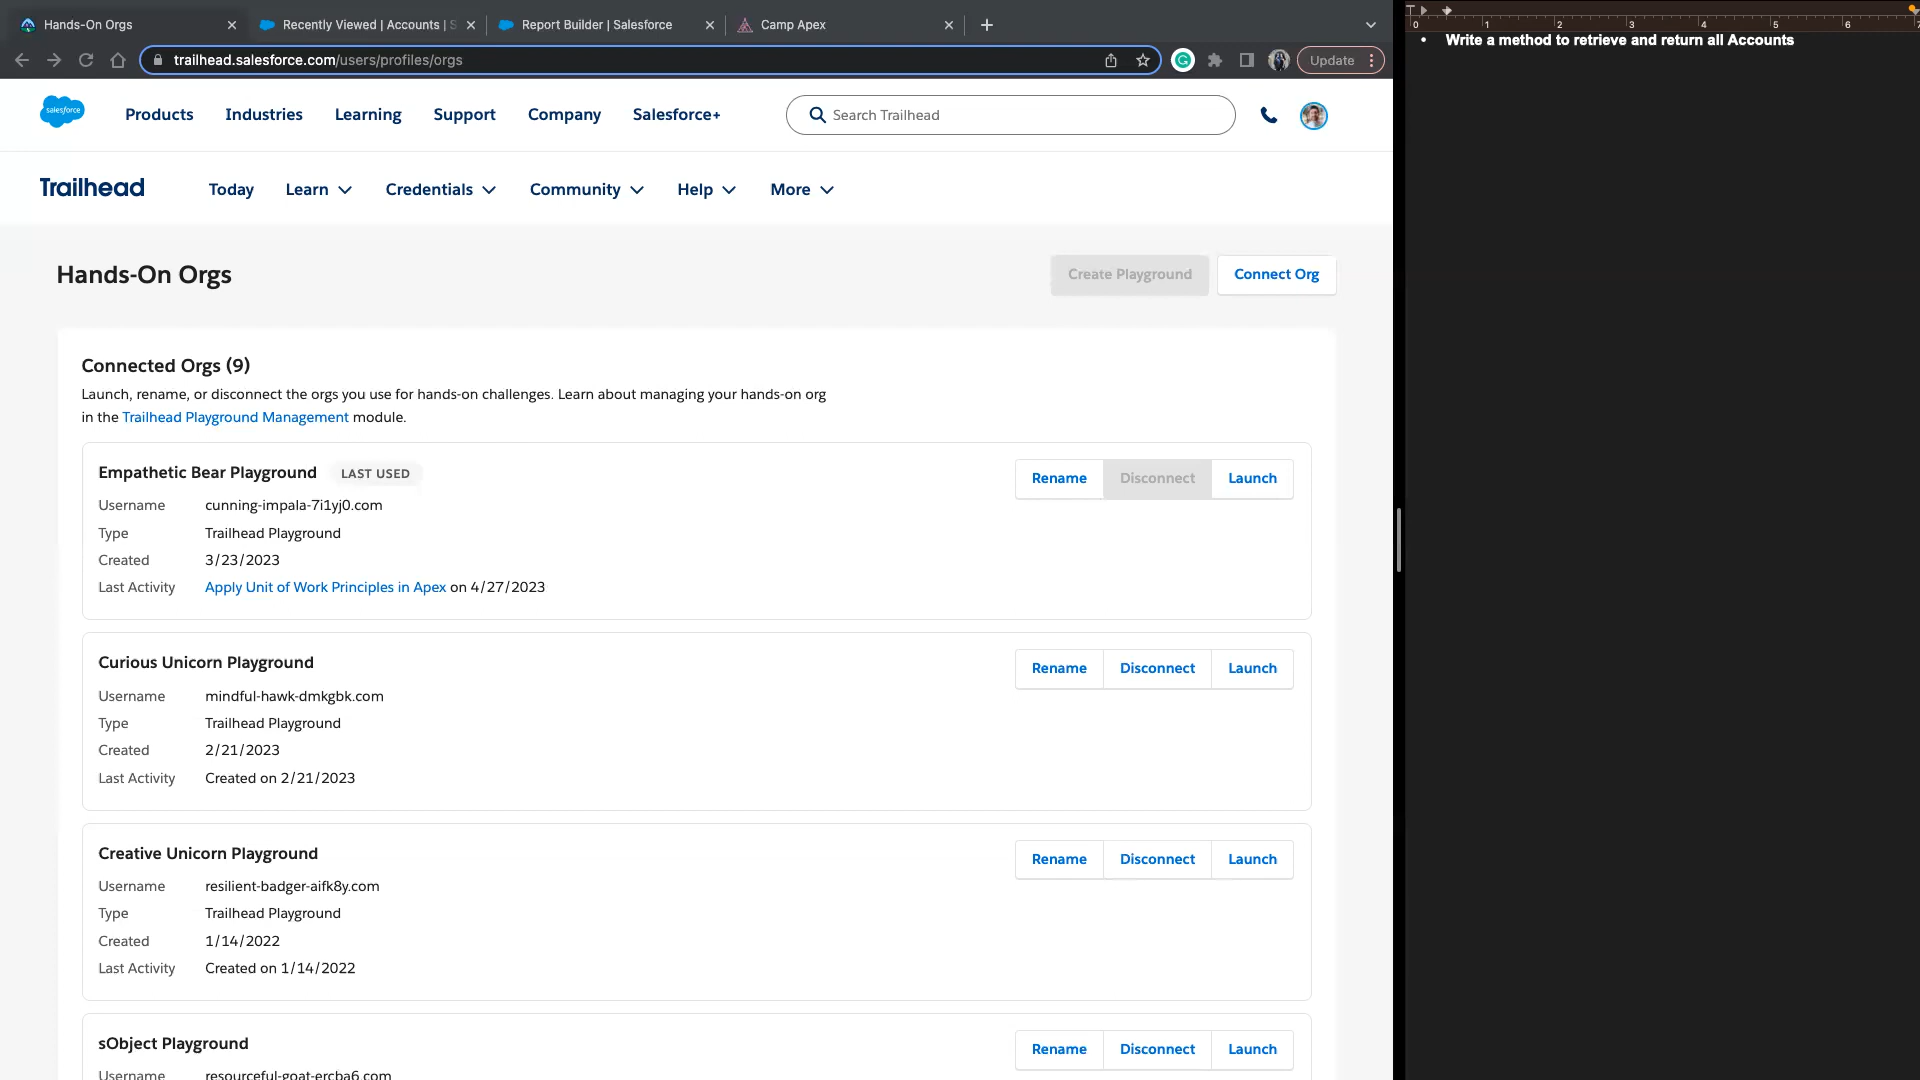 Hands-On Orgs
Recently Viewed | Accounts | S
Report Builder | Salesforce
Camp Apex
trailhead.salesforce.com/users/profiles/orgs
Update
salesforce
Products
Industries
Learning
Support
Company
Salesforce+
Search Trailhead
Trailhead
Today
Learn
Credentials
Community
Help
More
Hands-On Orgs
Create Playground
Connect Org
Connected Orgs (9)
Launch, rename, or disconnect the orgs you use for hands-on challenges. Learn about managing your hands-on org
in the Trailhead Playground Management module.
Empathetic Bear Playground LAST USED
Rename Disconnect Launch
Username cunning-impala-7i1yj0.com
Type Trailhead Playground
Created 3/23/2023
Last Activity Apply Unit of Work Principles in Apex on 4/27/2023
Curious Unicorn Playground
Rename Disconnect Launch
Username mindful-hawk-dmkgbk.com
Type Trailhead Playground
Created 2/21/2023
Last Activity Created on 2/21/2023
Creative Unicorn Playground
Rename Disconnect Launch
Username resilient-badger-aifk8y.com
Type Trailhead Playground
Created 1/14/2022
Last Activity Created on 1/14/2022
sObject Playground
Rename Disconnect Launch
Username resourceful-goat-ercba6.com
0 1 2 3 4 5 6 7
• Write a method to retrieve and return all Accounts